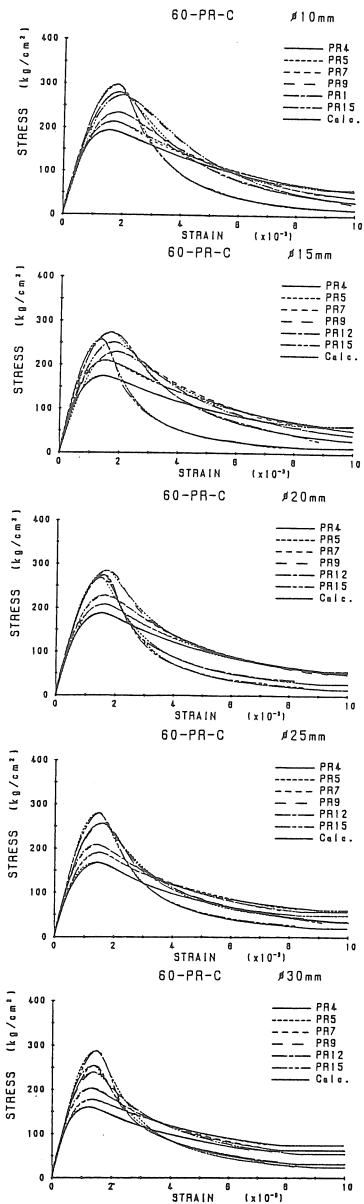 60-PR-C ø10mm
STRESS (kg/cm²)
400
300
200
100
0
PR4
PR5
PR7
PR9
PR1
PR15
Calc.
0 2 4 6 8 10
STRAIN (x10⁻³)
60-PR-C ø15mm
STRESS (kg/cm²)
400
300
200
100
0
PR4
PR5
PR7
PR9
PR12
PR15
Calc.
0 2 4 6 8 10
STRAIN (x10⁻³)
60-PR-C ø20mm
STRESS (kg/cm²)
400
300
200
100
0
PR4
PR5
PR7
PR9
PR12
PR15
Calc.
0 2 4 6 8 10
STRAIN (x10⁻³)
60-PR-C ø25mm
STRESS (kg/cm²)
400
300
200
100
0
PR4
PR5
PR7
PR9
PR12
PR15
Calc.
0 2 4 6 8 10
STRAIN (x10⁻³)
60-PR-C ø30mm
STRESS (kg/cm²)
400
300
200
100
0
PR4
PR5
PR7
PR9
PR12
PR15
Calc.
0 2 4 6 8 10
STRAIN (x10⁻³)